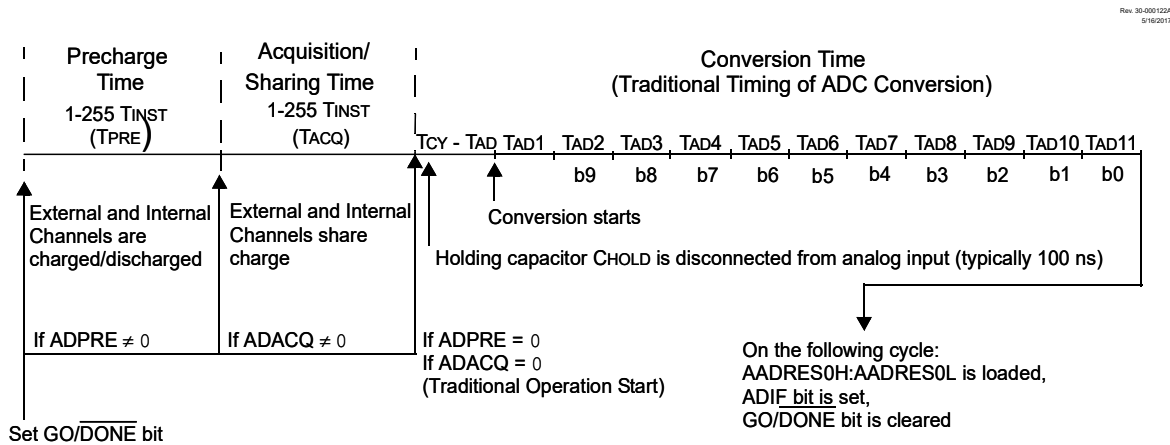 Rev. 30-000122A
5/16/2017
Precharge
Time
1-255 TINST
(TPRE)
Acquisition/
Sharing Time
1-255 TINST
(TACQ)
Conversion Time
(Traditional Timing of ADC Conversion)
TCY - TAD TAD1 TAD2 TAD3 TAD4 TAD5 TAD6 TAD7 TAD8 TAD9 TAD10 TAD11
b9 b8 b7 b6 b5 b4 b3 b2 b1 b0
External and Internal
Channels are
charged/discharged
External and Internal
Channels share
charge
Conversion starts
Holding capacitor CHOLD is disconnected from analog input (typically 100 ns)
If ADPRE ≠ 0
If ADACQ ≠ 0
If ADPRE = 0
If ADACQ = 0
(Traditional Operation Start)
On the following cycle:
AADRES0H:AADRES0L is loaded,
ADIF bit is set,
GO/DONE bit is cleared
Set GO/DONE bit